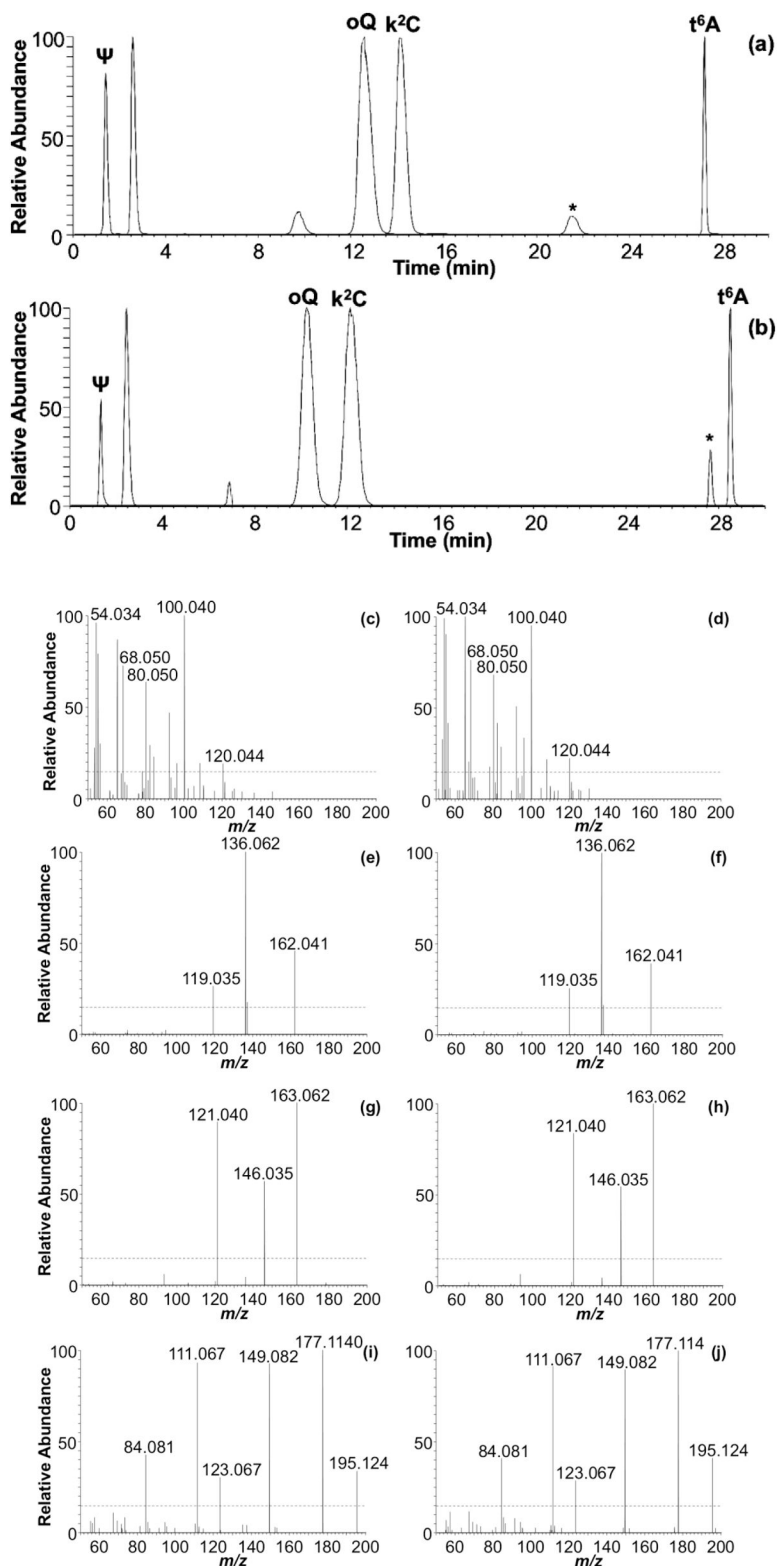 Ψ oQ k²C t⁶A (a)
100
50
0
Relative Abundance
0 4 8 12 16 20 24 28
*
Time (min)
oQ k²C t⁶A (b)
Ψ
100
50
0
Relative Abundance
0 4 8 12 16 20 24 28
*
Time (min)
(c)
54.034 100.040
68.050
80.050
120.044
100
50
0
Relative Abundance
60 80 100 120 140 160 180 200
m/z
(d)
54.034 100.040
68.050
80.050
120.044
100
50
0
60 80 100 120 140 160 180 200
m/z
(e)
136.062
162.041
119.035
100
50
0
Relative Abundance
60 80 100 120 140 160 180 200
m/z
(f)
136.062
162.041
119.035
100
50
0
60 80 100 120 140 160 180 200
m/z
(g)
163.062
121.040
146.035
100
50
0
Relative Abundance
60 80 100 120 140 160 180 200
m/z
(h)
163.062
121.040
146.035
100
50
0
60 80 100 120 140 160 180 200
m/z
177.1140 (i)
111.067 149.082
84.081
123.067
195.124
100
50
0
Relative Abundance
60 80 100 120 140 160 180 200
m/z
177.114 (j)
111.067 149.082
84.081
123.067
195.124
100
50
0
60 80 100 120 140 160 180 200
m/z